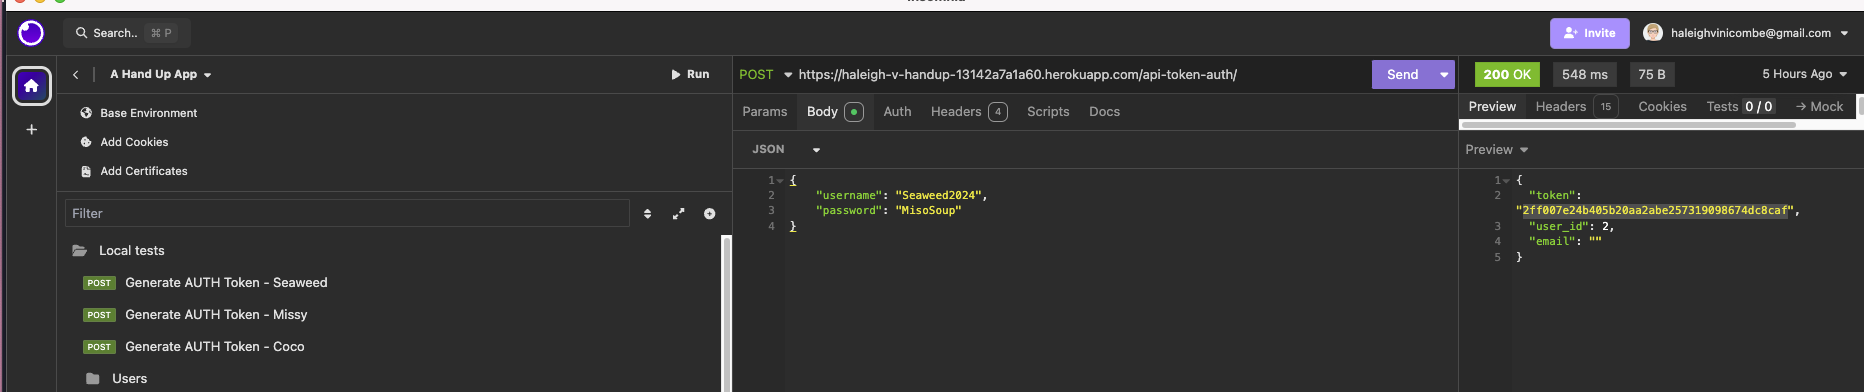 Search.. ⌘ P
Invite
haleighvinicombe@gmail.com
A Hand Up App
Run
POST https://haleigh-v-handup-13142a7a1a60.herokuapp.com/api-token-auth/
Send
200 OK
548 ms
75 B
5 Hours Ago
Base Environment
Add Cookies
Add Certificates
Filter
Local tests
POST Generate AUTH Token - Seaweed
POST Generate AUTH Token - Missy
POST Generate AUTH Token - Coco
Users
Params Body Auth Headers 4 Scripts Docs
JSON
1 {
2 "username": "Seaweed2024",
3 "password": "MisoSoup"
4 }
Preview Headers 15 Cookies Tests 0 / 0 → Mock
Preview
1 {
2 "token":
"2ff007e24b405b20aa2abe257319098674dc8caf",
3 "user_id": 2,
4 "email": ""
5 }